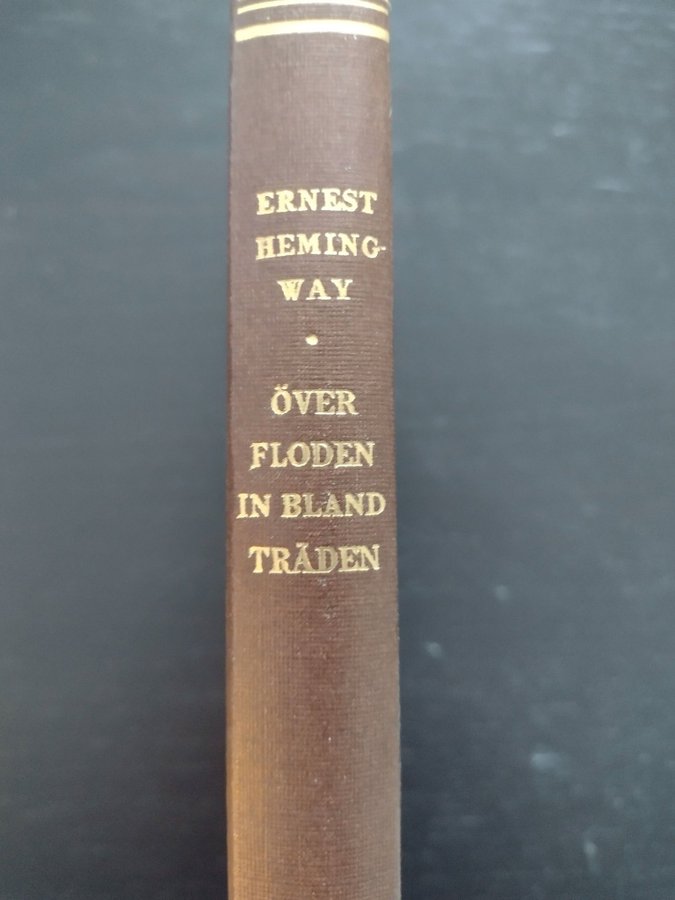 ERNEST
HEMING-
WAY
•
ÖVER
FLODEN
IN BLAND
TRÄDEN